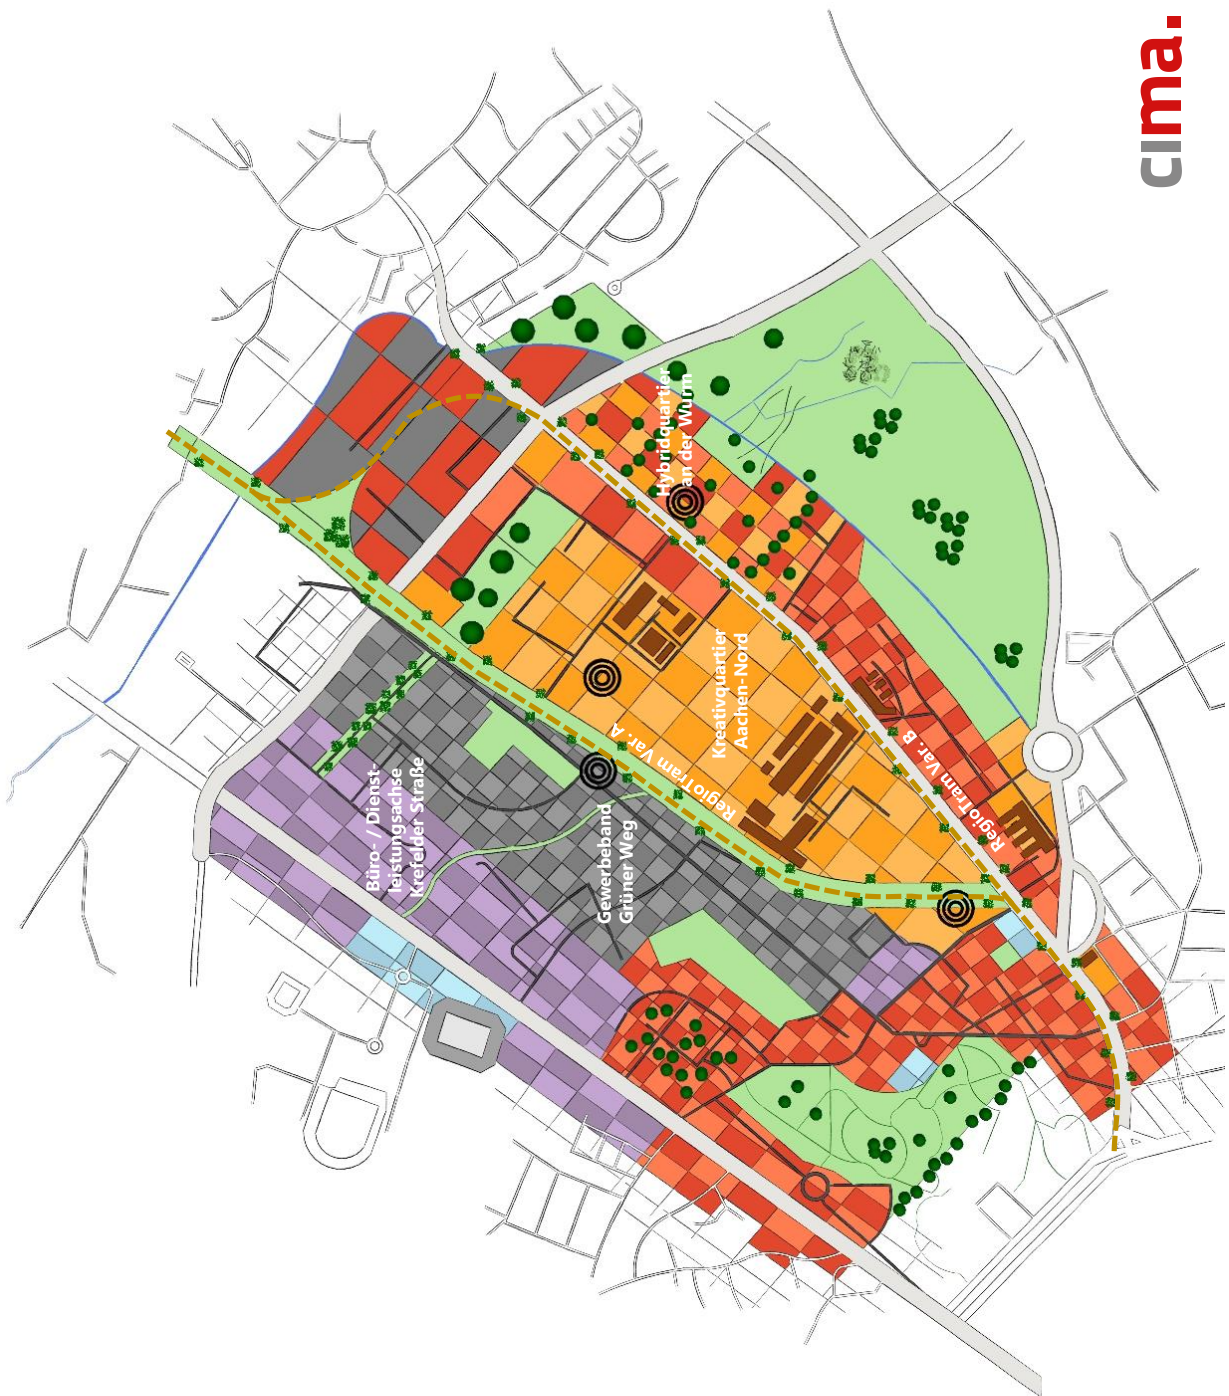 cima.
Hybridquartier
an der Wurm
Kreativquartier
Aachen-Nord
RegioTram Var. A
RegioTram Var. B
Büro- / Dienst-
leistungsachse
Krefelder Straße
Gewerbeband
Grüner Weg